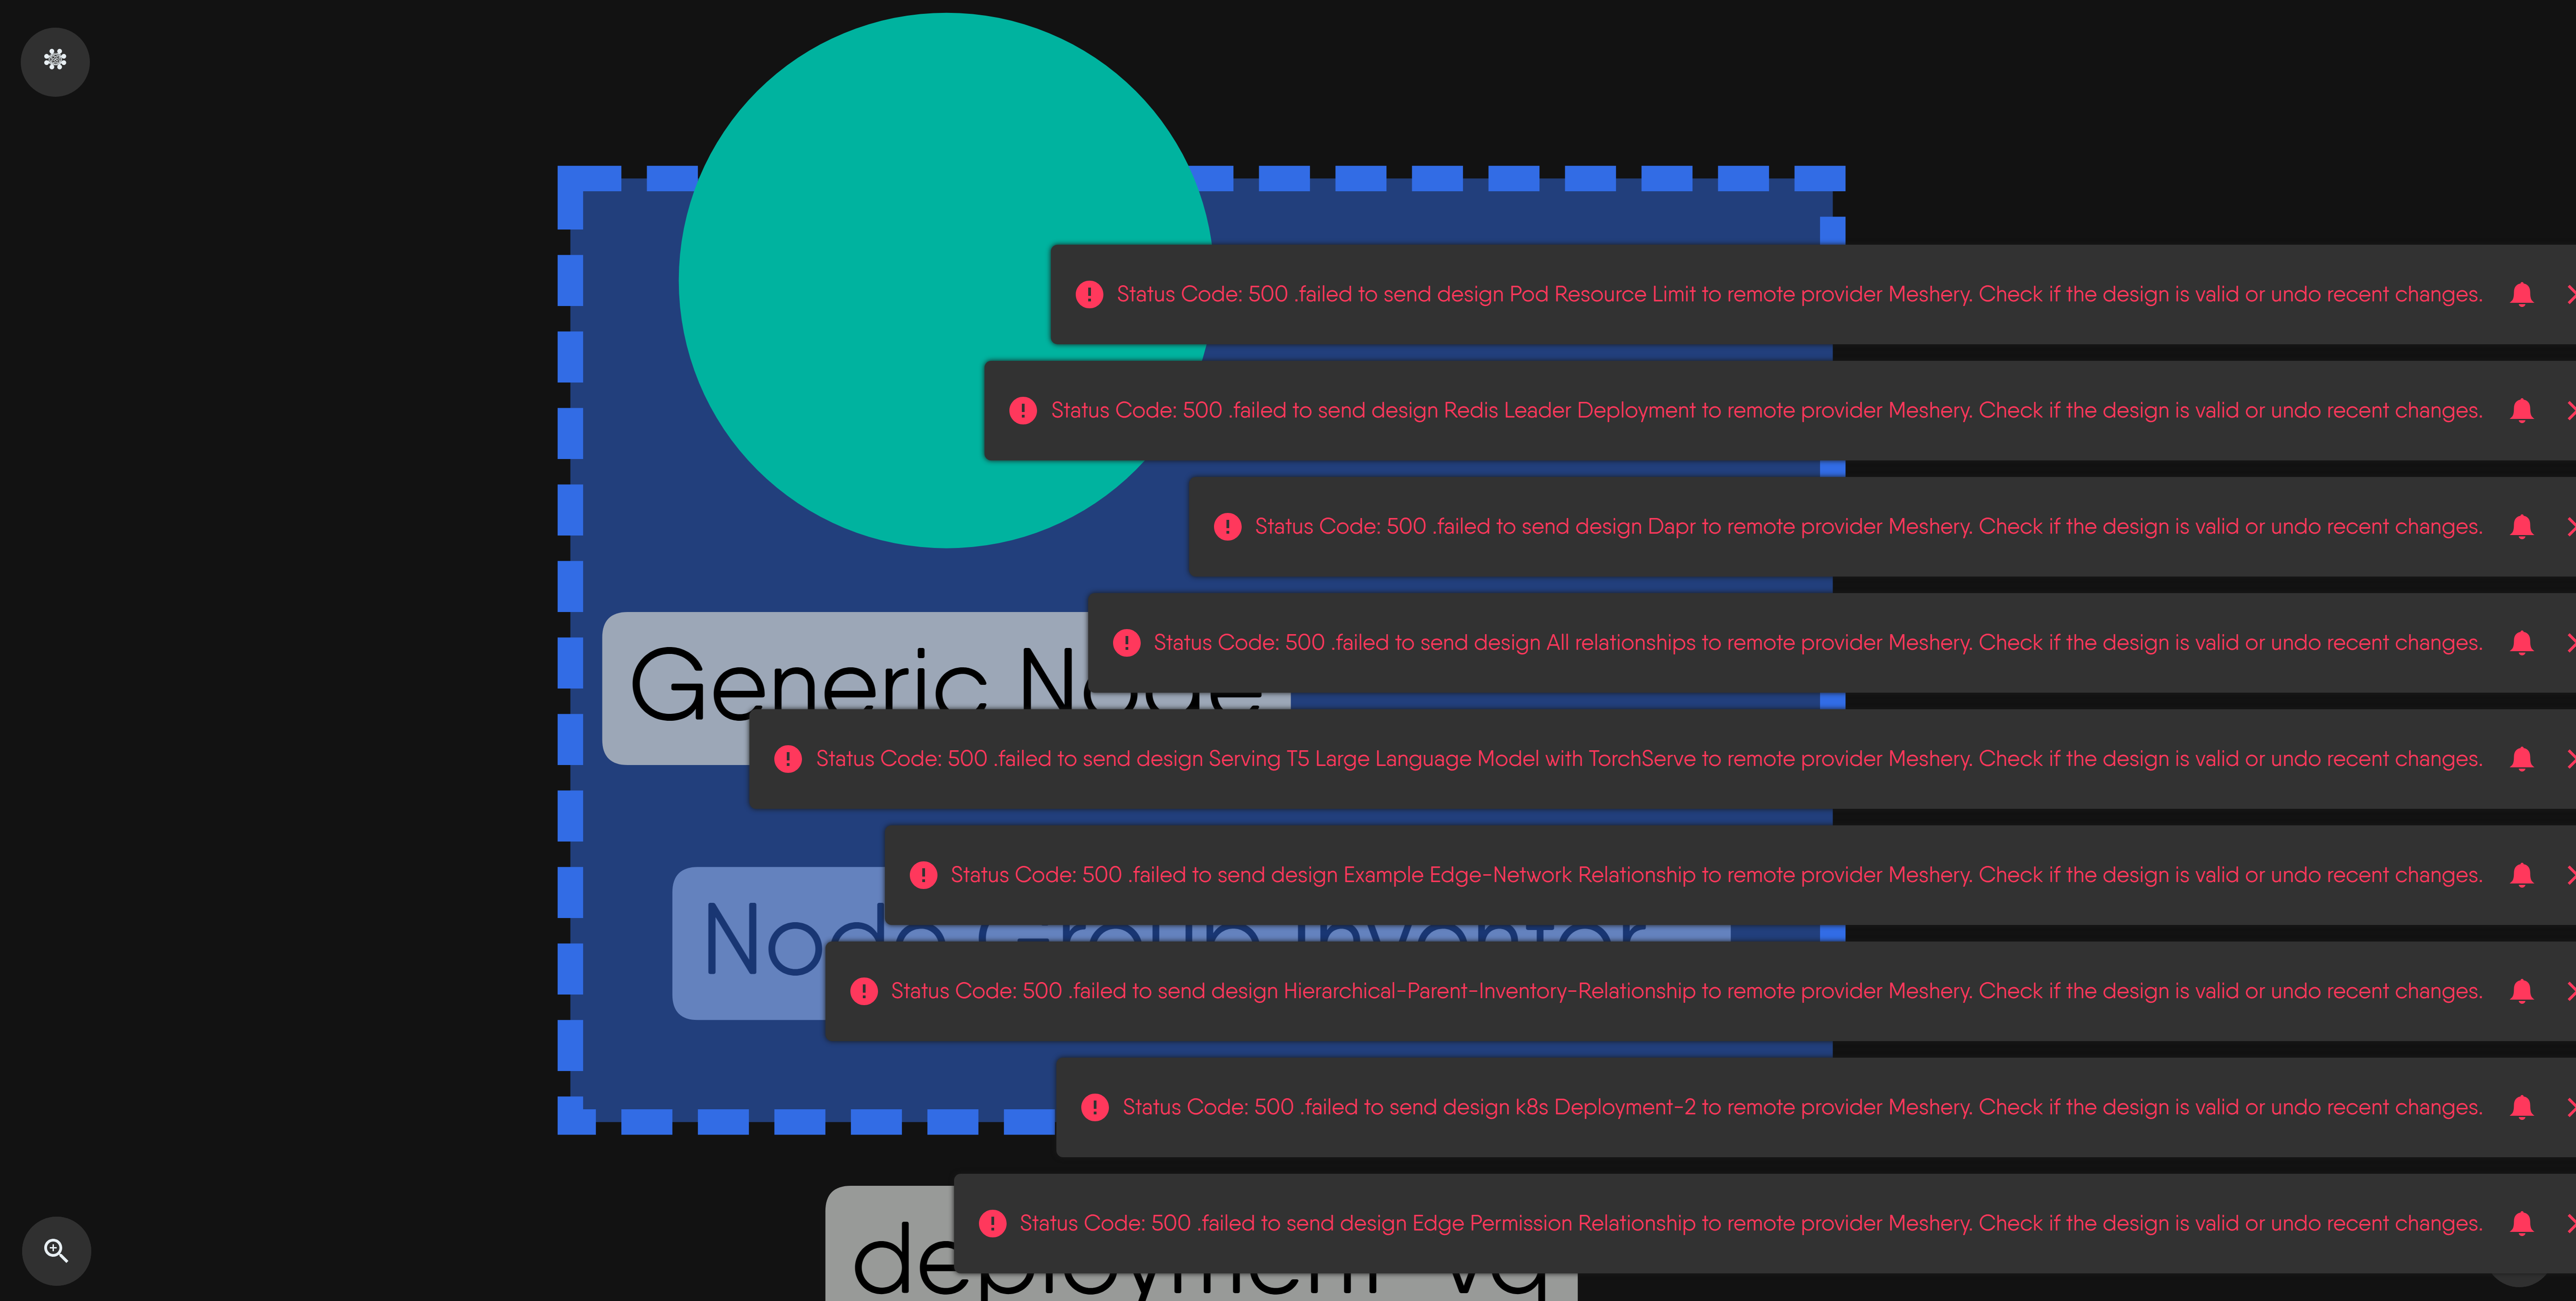 Status Code: 500 .failed to send design Pod Resource Limit to remote provider Meshery. Check if the design is valid or undo recent changes.
Status Code: 500 .failed to send design Redis Leader Deployment to remote provider Meshery. Check if the design is valid or undo recent changes.
Status Code: 500 .failed to send design Dapr to remote provider Meshery. Check if the design is valid or undo recent changes.
Status Code: 500 .failed to send design All relationships to remote provider Meshery. Check if the design is valid or undo recent changes.
Generic Node
Status Code: 500 .failed to send design Serving T5 Large Language Model with TorchServe to remote provider Meshery. Check if the design is valid or undo recent changes.
Status Code: 500 .failed to send design Example Edge-Network Relationship to remote provider Meshery. Check if the design is valid or undo recent changes.
Node Group Inventor
Status Code: 500 .failed to send design Hierarchical-Parent-Inventory-Relationship to remote provider Meshery. Check if the design is valid or undo recent changes.
Status Code: 500 .failed to send design k8s Deployment-2 to remote provider Meshery. Check if the design is valid or undo recent changes.
Status Code: 500 .failed to send design Edge Permission Relationship to remote provider Meshery. Check if the design is valid or undo recent changes.